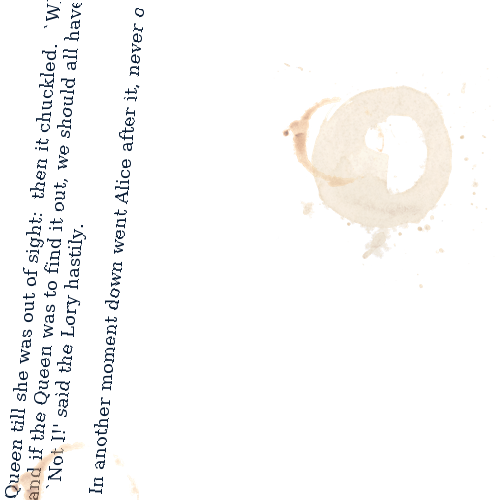 Queen till she was out of sight: then it chuckled.
and if the Queen was to find it out, we should all have
`Not I!' said the Lory hastily.
In another moment down went Alice after it, never